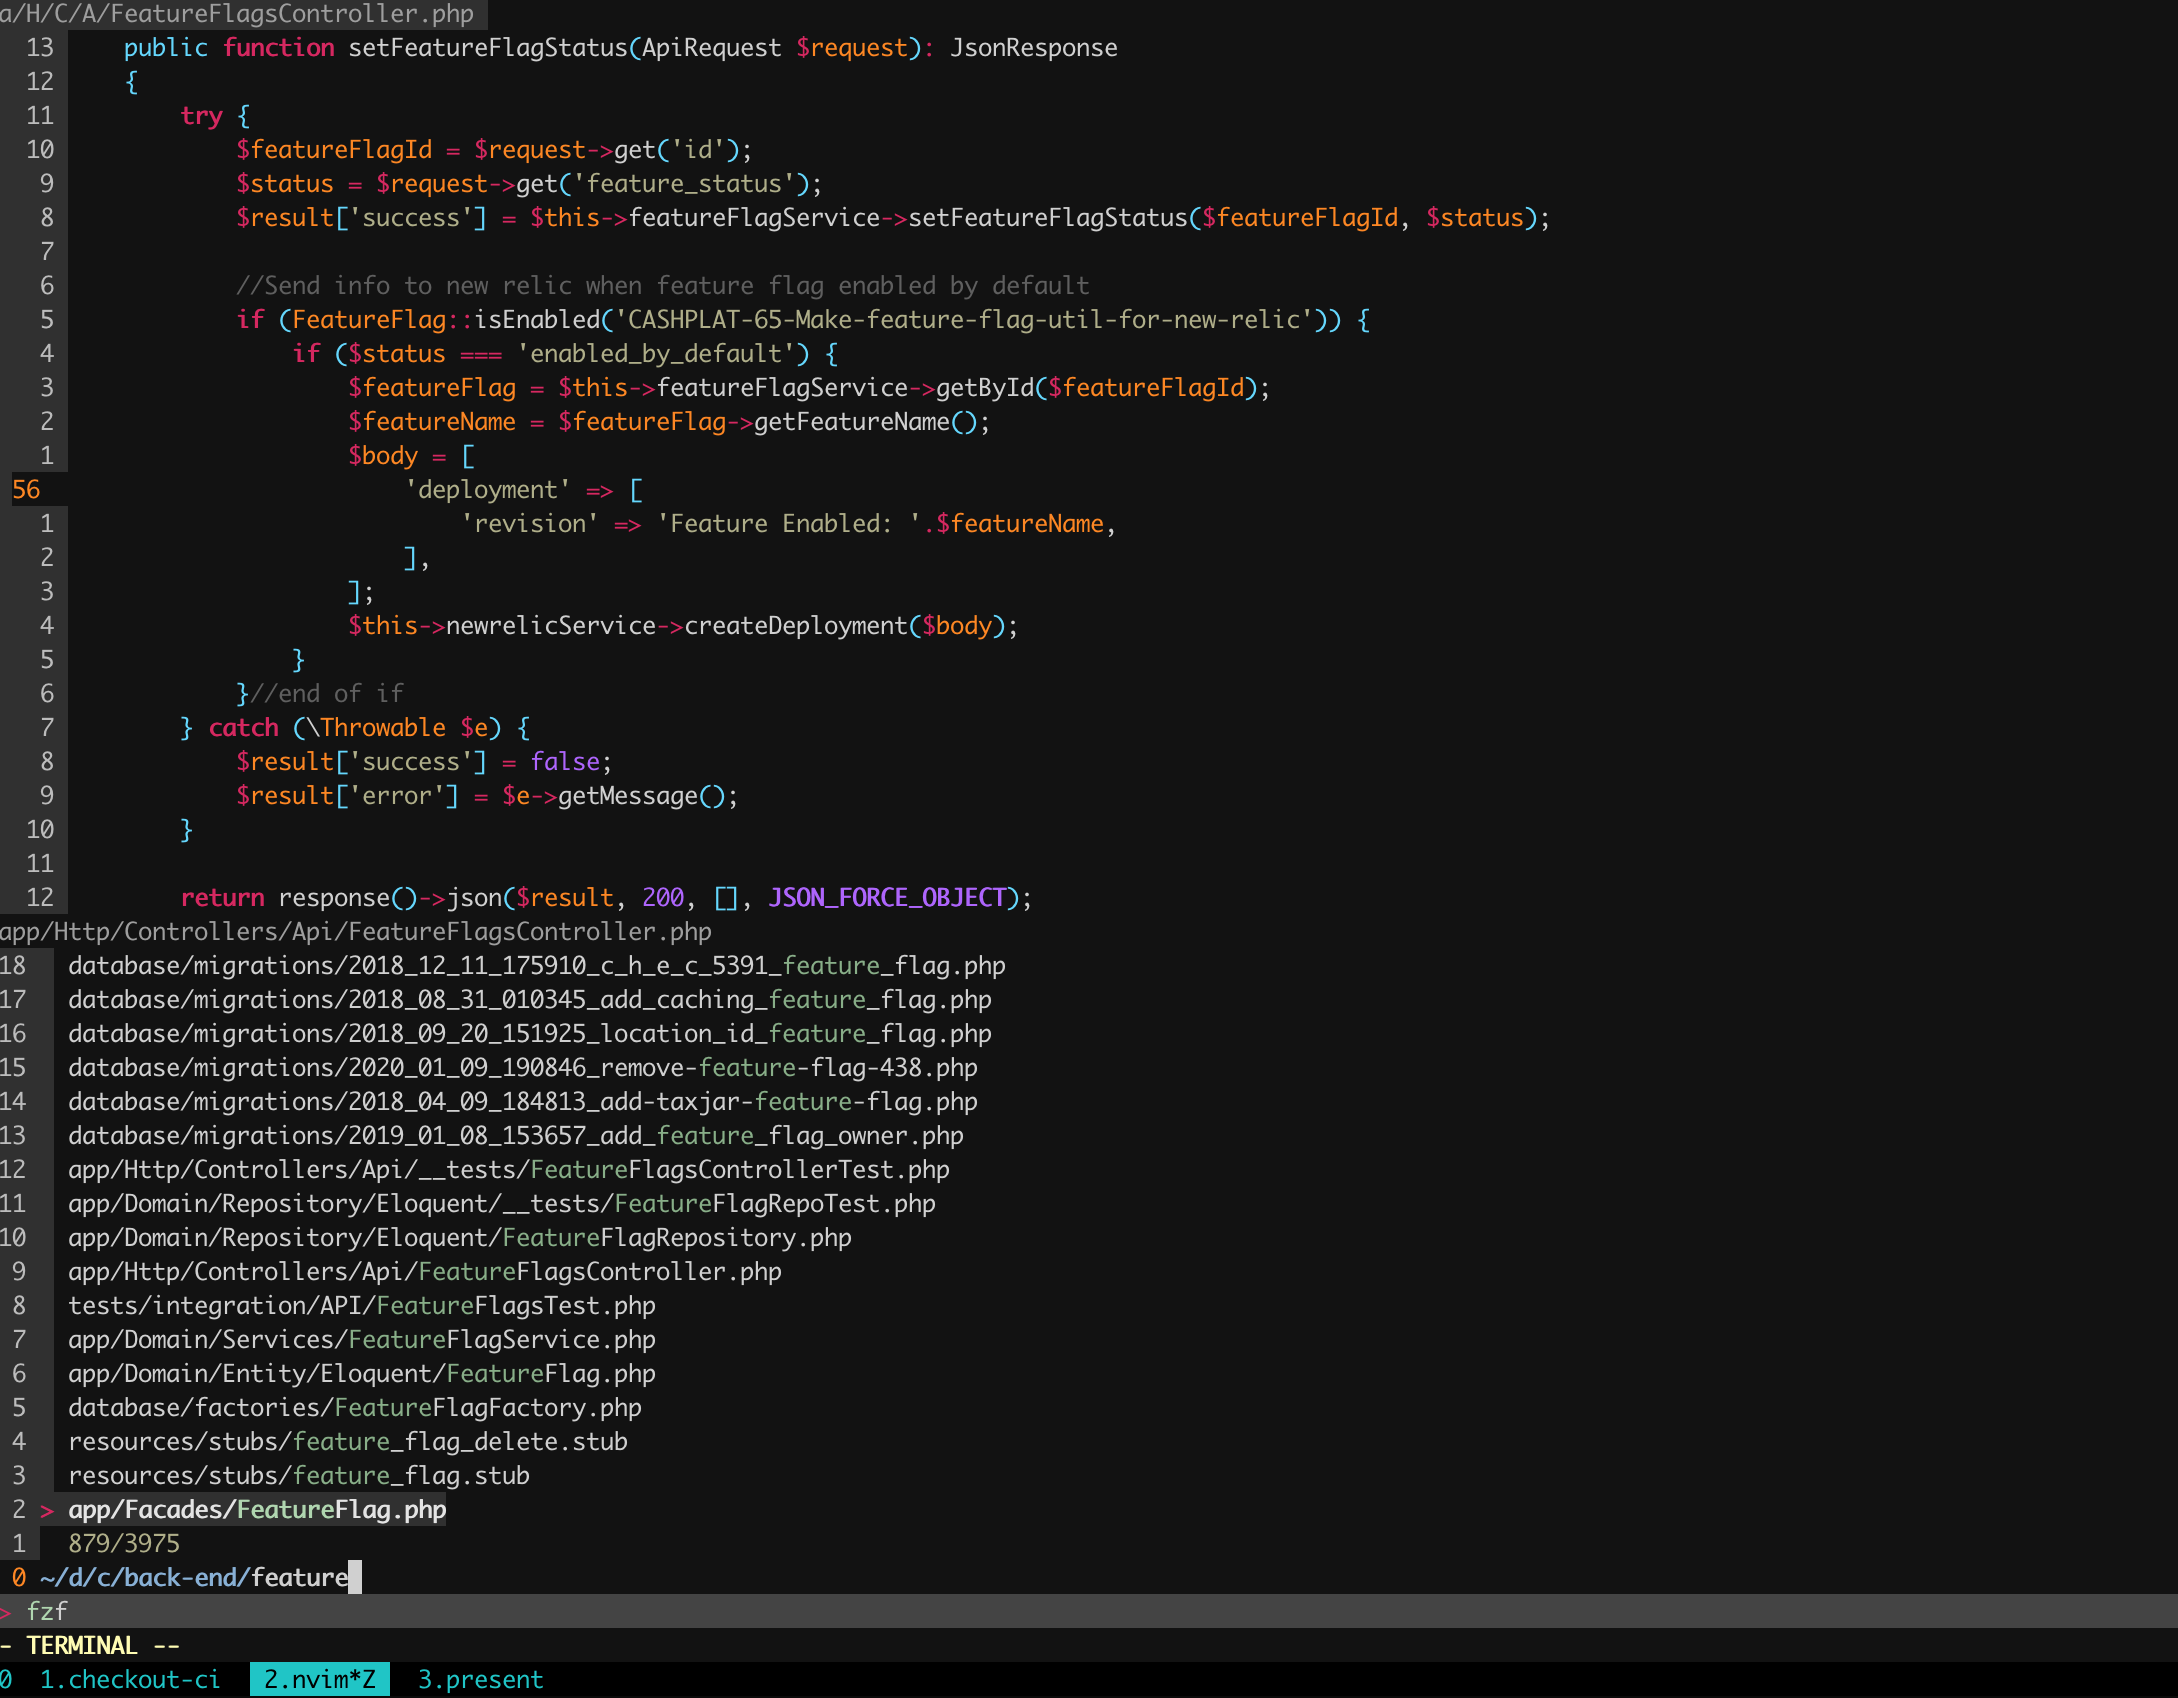 a/H/C/A/FeatureFlagsController.php
13     public function setFeatureFlagStatus(ApiRequest $request): JsonResponse
12     {
11         try {
10             $featureFlagId = $request->get('id');
9             $status = $request->get('feature_status');
8             $result['success'] = $this->featureFlagService->setFeatureFlagStatus($featureFlagId, $status);
7
6             //Send info to new relic when feature flag enabled by default
5             if (FeatureFlag::isEnabled('CASHPLAT-65-Make-feature-flag-util-for-new-relic')) {
4                 if ($status === 'enabled_by_default') {
3                     $featureFlag = $this->featureFlagService->getById($featureFlagId);
2                     $featureName = $featureFlag->getFeatureName();
1                     $body = [
56                         'deployment' => [
1                             'revision' => 'Feature Enabled: '.$featureName,
2                         ],
3                     ];
4                     $this->newrelicService->createDeployment($body);
5                 }
6             }//end of if
7         } catch (\Throwable $e) {
8             $result['success'] = false;
9             $result['error'] = $e->getMessage();
10         }
11
12         return response()->json($result, 200, [], JSON_FORCE_OBJECT);
app/Http/Controllers/Api/FeatureFlagsController.php
18   database/migrations/2018_12_11_175910_c_h_e_c_5391_feature_flag.php
17   database/migrations/2018_08_31_010345_add_caching_feature_flag.php
16   database/migrations/2018_09_20_151925_location_id_feature_flag.php
15   database/migrations/2020_01_09_190846_remove-feature-flag-438.php
14   database/migrations/2018_04_09_184813_add-taxjar-feature-flag.php
13   database/migrations/2019_01_08_153657_add_feature_flag_owner.php
12   app/Http/Controllers/Api/__tests/FeatureFlagsControllerTest.php
11   app/Domain/Repository/Eloquent/__tests/FeatureFlagRepoTest.php
10   app/Domain/Repository/Eloquent/FeatureFlagRepository.php
9   app/Http/Controllers/Api/FeatureFlagsController.php
8   tests/integration/API/FeatureFlagsTest.php
7   app/Domain/Services/FeatureFlagService.php
6   app/Domain/Entity/Eloquent/FeatureFlag.php
5   database/factories/FeatureFlagFactory.php
4   resources/stubs/feature_flag_delete.stub
3   resources/stubs/feature_flag.stub
2 > app/Facades/FeatureFlag.php
1   879/3975
0 ~/d/c/back-end/feature
> fzf
- TERMINAL --
0  1.checkout-ci   2.nvim*Z   3.present